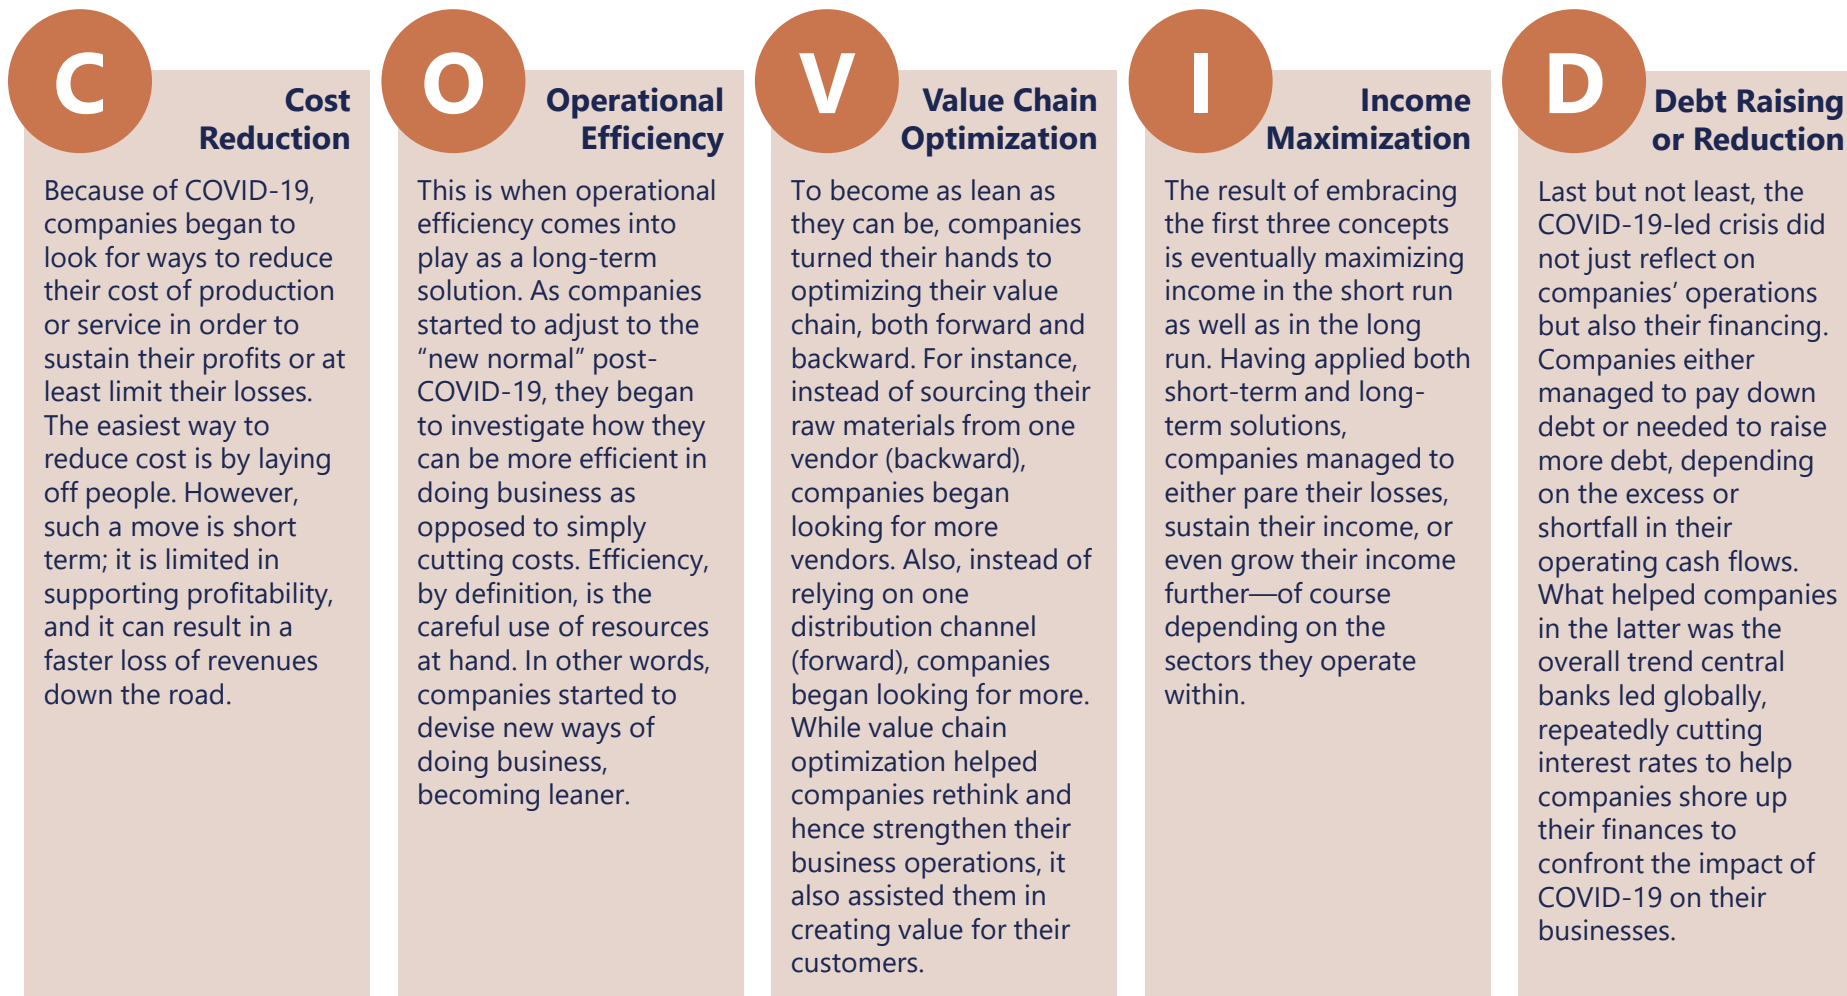 C
Cost
Reduction
Because of COVID-19,
companies began to
look for ways to reduce
their cost of production
or service in order to
sustain their profits or at
least limit their losses.
The easiest way to
reduce cost is by laying
off people. However,
such a move is short
term; it is limited in
supporting profitability,
and it can result in a
faster loss of revenues
down the road.
O
Operational
Efficiency
This is when operational
efficiency comes into
play as a long-term
solution. As companies
started to adjust to the
“new normal” post-
COVID-19, they began
to investigate how they
can be more efficient in
doing business as
opposed to simply
cutting costs. Efficiency,
by definition, is the
careful use of resources
at hand. In other words,
companies started to
devise new ways of
doing business,
becoming leaner.
V
Value Chain
Optimization
To become as lean as
they can be, companies
turned their hands to
optimizing their value
chain, both forward and
backward. For instance,
instead of sourcing their
raw materials from one
vendor (backward),
companies began
looking for more
vendors. Also, instead of
relying on one
distribution channel
(forward), companies
began looking for more.
While value chain
optimization helped
companies rethink and
hence strengthen their
business operations, it
also assisted them in
creating value for their
customers.
I
Income
Maximization
The result of embracing
the first three concepts
is eventually maximizing
income in the short run
as well as in the long
run. Having applied both
short-term and long-
term solutions,
companies managed to
either pare their losses,
sustain their income, or
even grow their income
further—of course
depending on the
sectors they operate
within.
D
Debt Raising
or Reduction
Last but not least, the
COVID-19-led crisis did
not just reflect on
companies’ operations
but also their financing.
Companies either
managed to pay down
debt or needed to raise
more debt, depending
on the excess or
shortfall in their
operating cash flows.
What helped companies
in the latter was the
overall trend central
banks led globally,
repeatedly cutting
interest rates to help
companies shore up
their finances to
confront the impact of
COVID-19 on their
businesses.